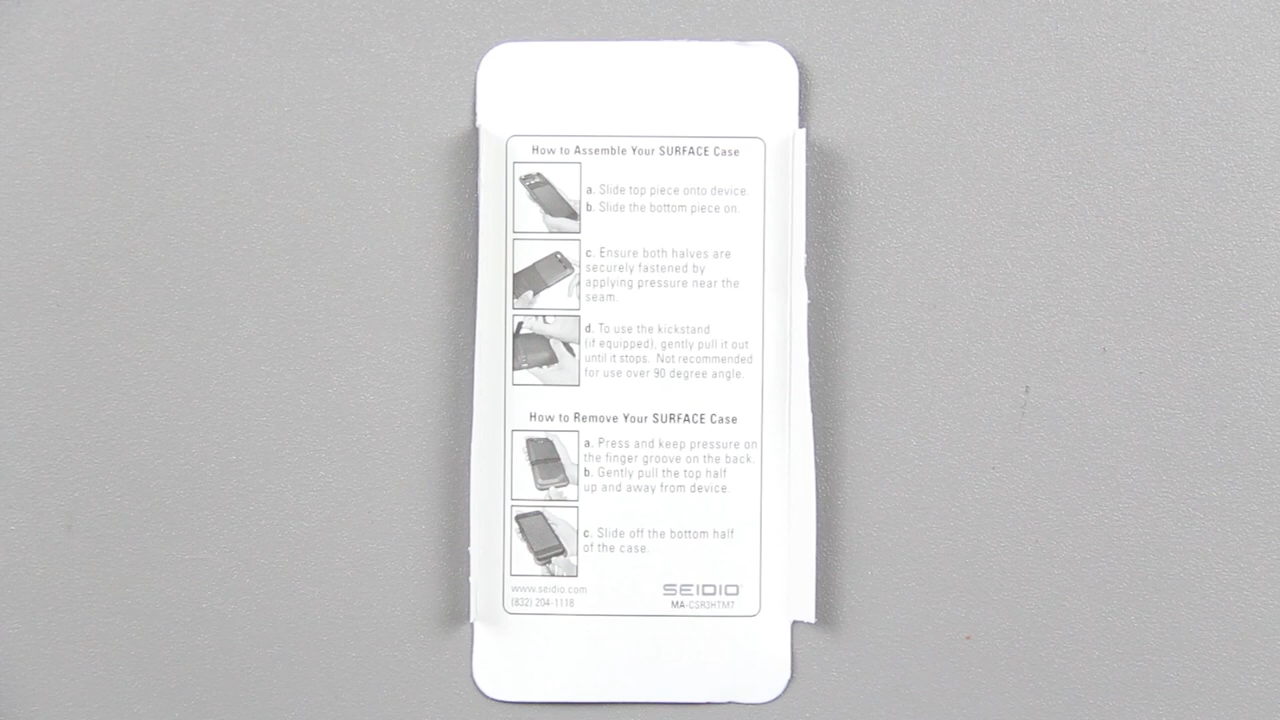 How to Assemble Your SURFACE Case
a. Slide top piece onto device.
b. Slide the bottom piece on.
c. Ensure both halves are
securely fastened by
applying pressure near the
seam.
d. To use the kickstand
(if equipped), gently pull it out
until it stops. Not recommended
for use over 90 degree angle.
How to Remove Your SURFACE Case
a. Press and keep pressure on
the finger groove on the back.
b. Gently pull the top half
up and away from device.
c. Slide off the bottom half
of the case.
www.seidio.com
(832) 204-1118
SEIDIO
MA-CSR3HTM7